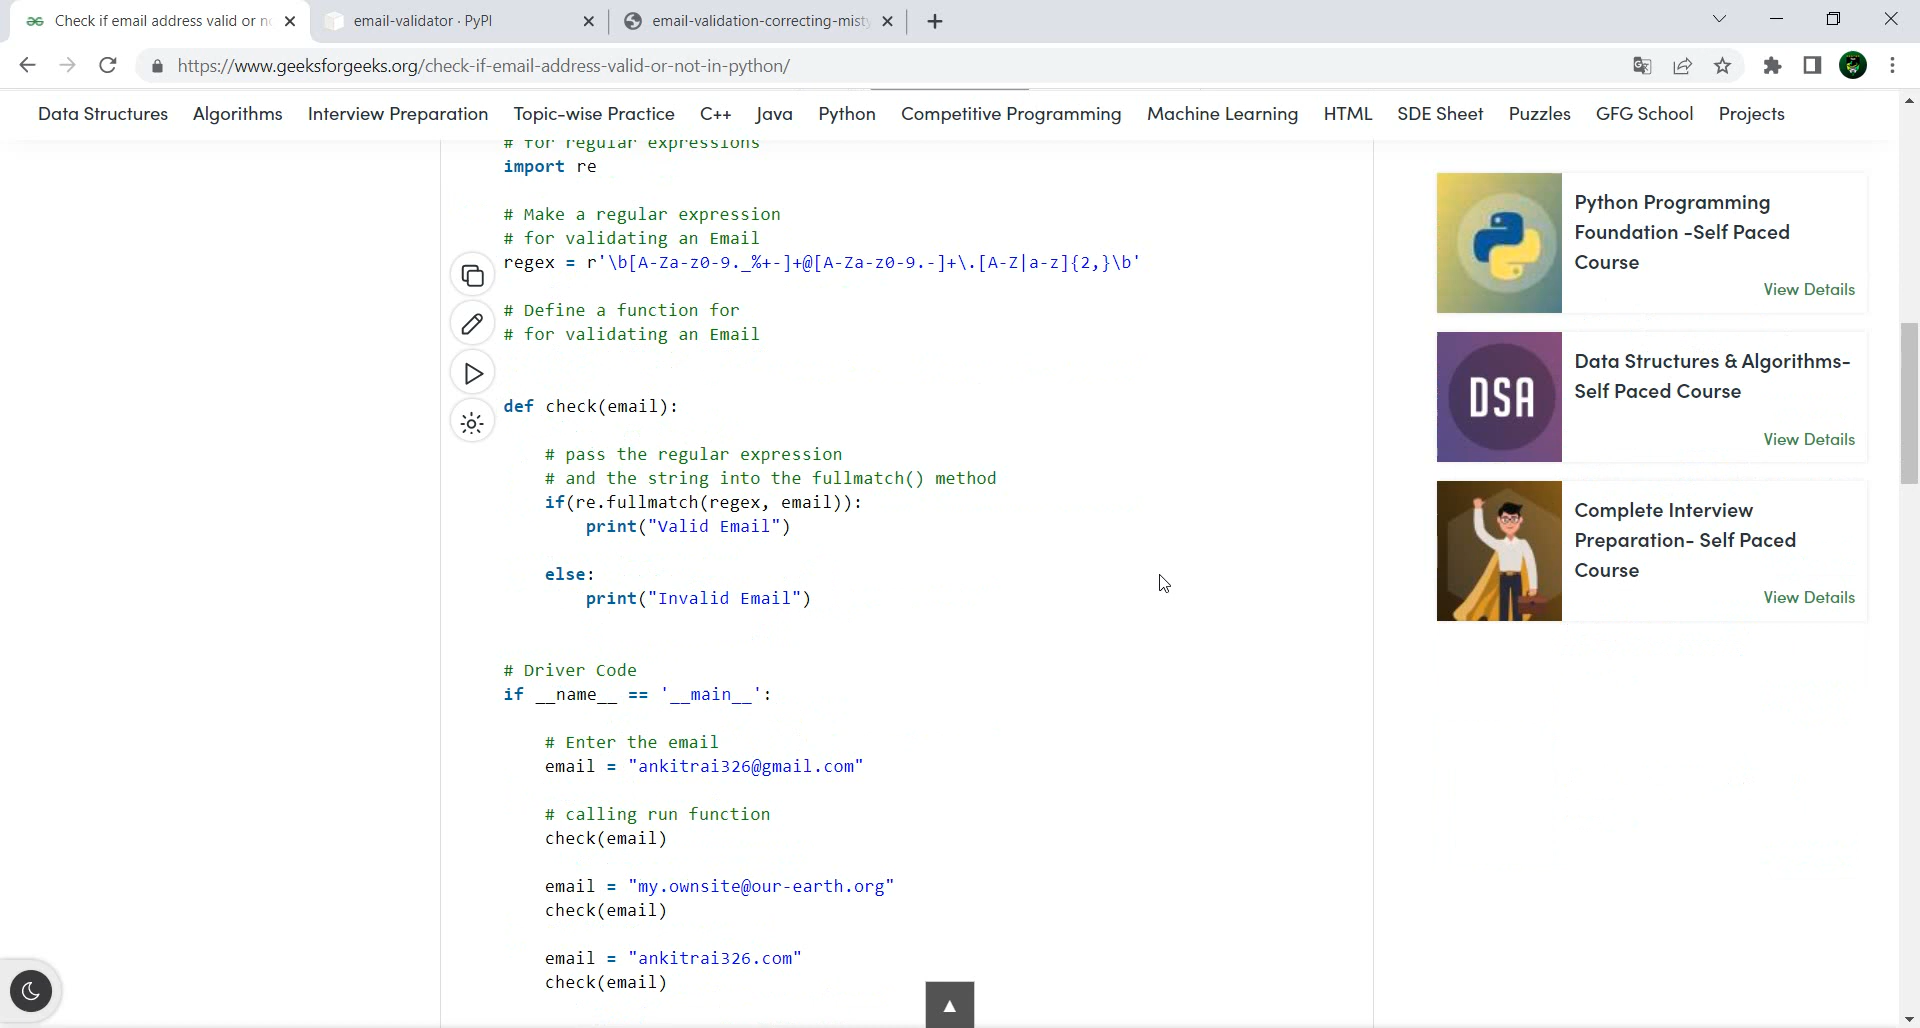 Check if email address valid or n
email-validator · PyPI
email-validation-correcting-misty
https://www.geeksforgeeks.org/check-if-email-address-valid-or-not-in-python/
Data Structures Algorithms Interview Preparation Topic-wise Practice C++ Java Python Competitive Programming Machine Learning HTML SDE Sheet Puzzles GFG School Projects
# for regular expressions
import re
# Make a regular expression
# for validating an Email
regex = r'\b[A-Za-z0-9._%+-]+@[A-Za-z0-9.-]+\.[A-Z|a-z]{2,}\b'
# Define a function for
# for validating an Email
def check(email):
# pass the regular expression
# and the string into the fullmatch() method
if(re.fullmatch(regex, email)):
print("Valid Email")
else:
print("Invalid Email")
# Driver Code
if __name__ == '__main__':
# Enter the email
email = "ankitrai326@gmail.com"
# calling run function
check(email)
email = "my.ownsite@our-earth.org"
check(email)
email = "ankitrai326.com"
check(email)
Python Programming
Foundation -Self Paced
Course
View Details
DSA
Data Structures & Algorithms-
Self Paced Course
View Details
Complete Interview
Preparation- Self Paced
Course
View Details